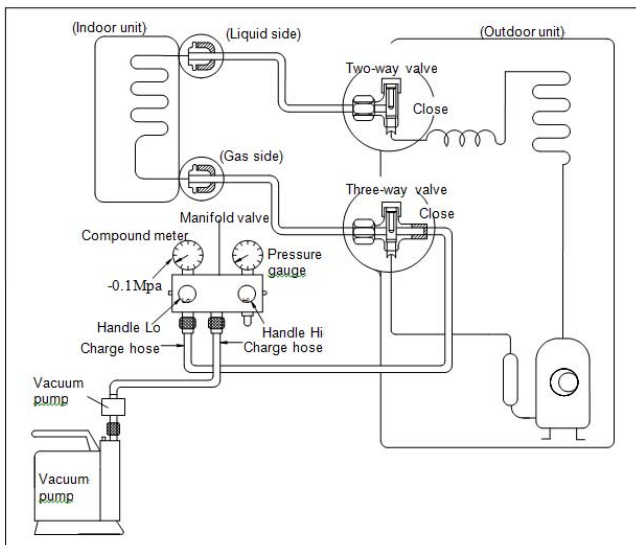 (Indoor unit)
(Liquid side)
(Outdoor unit)
Two-way valve
Close
(Gas side)
Three-way valve
Close
Manifold valve
Compound meter
Pressure
gauge
-0.1Mpa
Lo
Handle Lo
Handle Hi
Charge hose
Charge hose
Vacuum
pump
Vacuum
pump